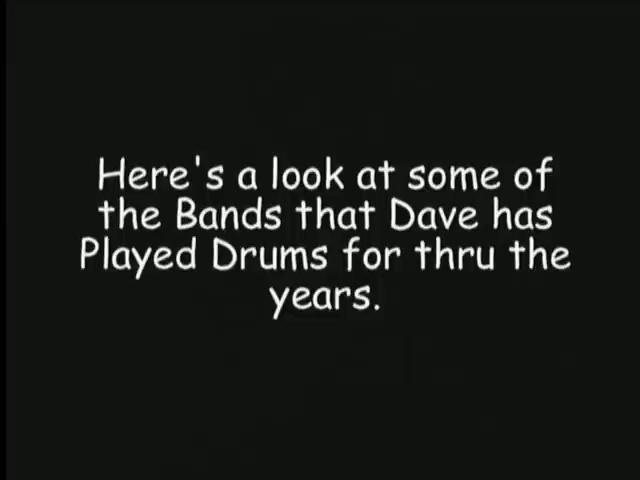 Here's a look at some of
the Bands that Dave has
Played Drums for thru the
years.